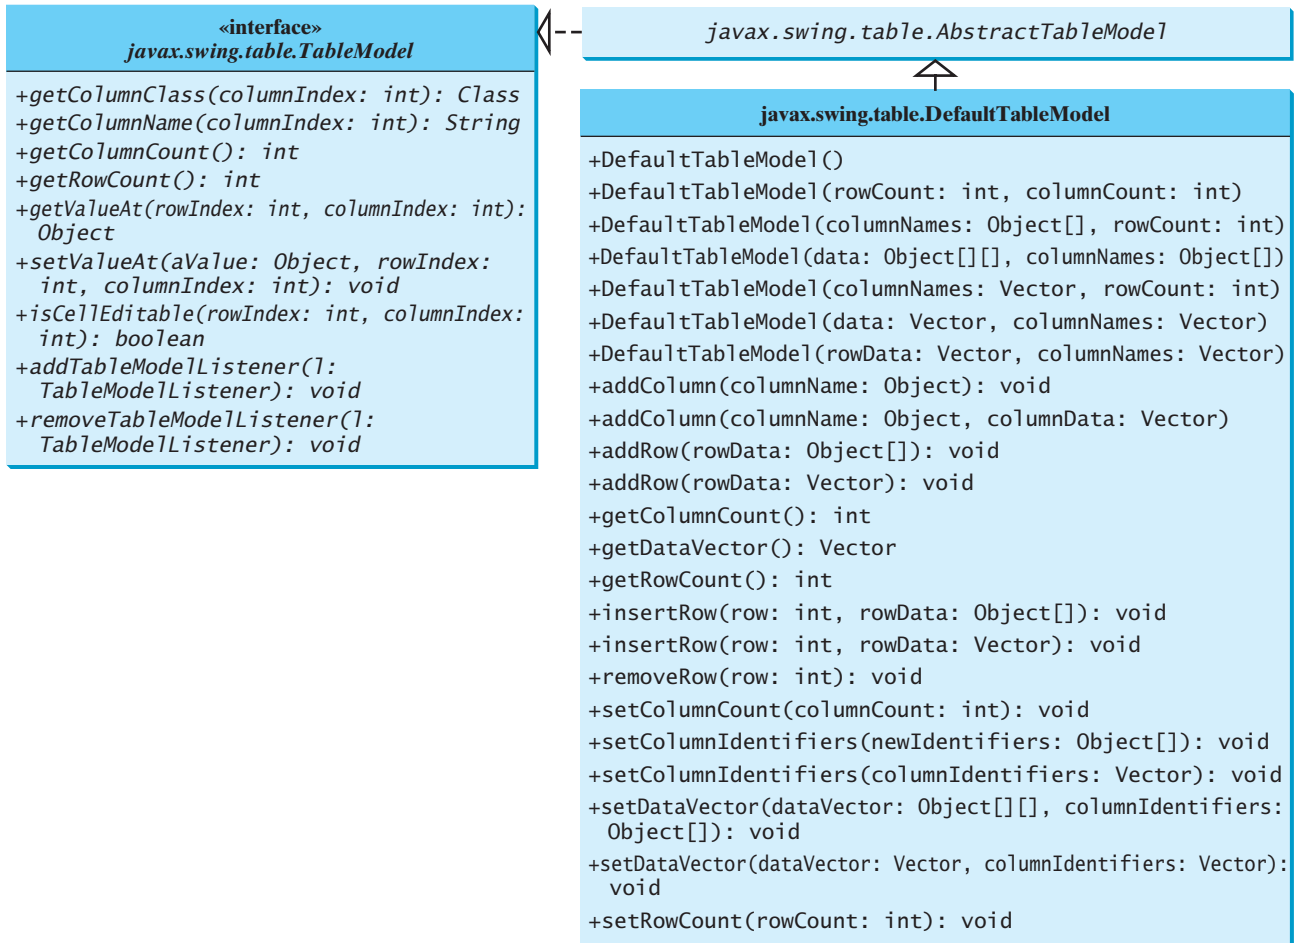 «interface»
javax.swing.table.TableModel
+getColumnClass(columnIndex: int): Class
+getColumnName(columnIndex: int): String
+getColumnCount(): int
+getRowCount(): int
+getValueAt(rowIndex: int, columnIndex: int):
Object
+setValueAt(aValue: Object, rowIndex:
int, columnIndex: int): void
+isCellEditable(rowIndex: int, columnIndex:
int): boolean
+addTableModelListener(l:
TableModelListener): void
+removeTableModelListener(l:
TableModelListener): void
javax.swing.table.AbstractTableModel
javax.swing.table.DefaultTableModel
+DefaultTableModel()
+DefaultTableModel(rowCount: int, columnCount: int)
+DefaultTableModel(columnNames: Object[], rowCount: int)
+DefaultTableModel(data: Object[][], columnNames: Object[])
+DefaultTableModel(columnNames: Vector, rowCount: int)
+DefaultTableModel(data: Vector, columnNames: Vector)
+DefaultTableModel(rowData: Vector, columnNames: Vector)
+addColumn(columnName: Object): void
+addColumn(columnName: Object, columnData: Vector)
+addRow(rowData: Object[]): void
+addRow(rowData: Vector): void
+getColumnCount(): int
+getDataVector(): Vector
+getRowCount(): int
+insertRow(row: int, rowData: Object[]): void
+insertRow(row: int, rowData: Vector): void
+removeRow(row: int): void
+setColumnCount(columnCount: int): void
+setColumnIdentifiers(newIdentifiers: Object[]): void
+setColumnIdentifiers(columnIdentifiers: Vector): void
+setDataVector(dataVector: Object[][], columnIdentifiers:
Object[]): void
+setDataVector(dataVector: Vector, columnIdentifiers: Vector):
void
+setRowCount(rowCount: int): void